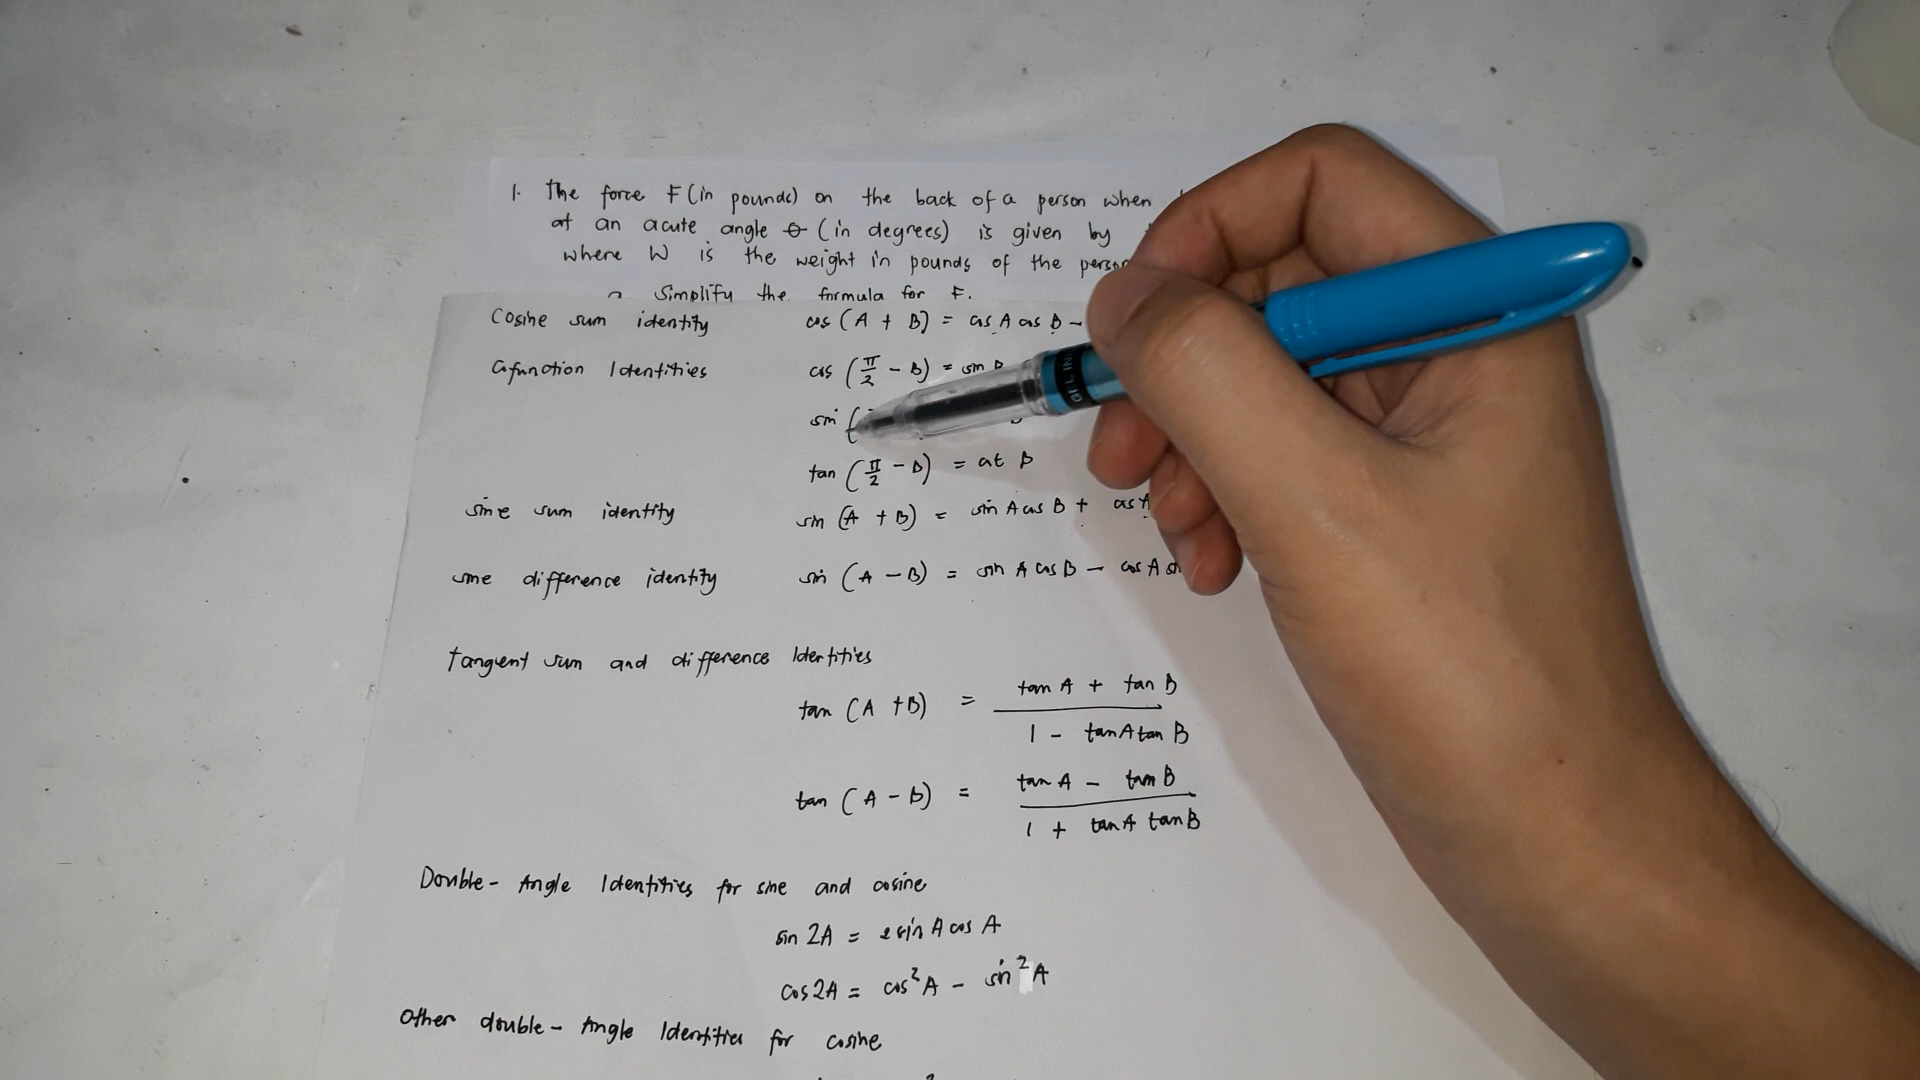 1. The force F (in pounds) on the back of a person when
at an acute angle θ (in degrees) is given by
where W is the weight in pounds of the person
Simplify the formula for F.
Cosine sum identity cos (A + B) = cos A cos B -
Cofunction Identities cos (π/2 - B) = sin B
sin (
tan (π/2 - B) = cot B
sine sum identity sin (A + B) = sin A cos B + cos A
sine difference identity sin (A - B) = sin A cos B - cos A
Tangent sum and difference Identities
tan (A + B) = (tan A + tan B) / (1 - tan A tan B)
tan (A - B) = (tan A - tan B) / (1 + tan A tan B)
Double-Angle Identities for sine and cosine
sin 2A = 2 sin A cos A
cos 2A = cos² A - sin² A
Other double-Angle Identities for cosine